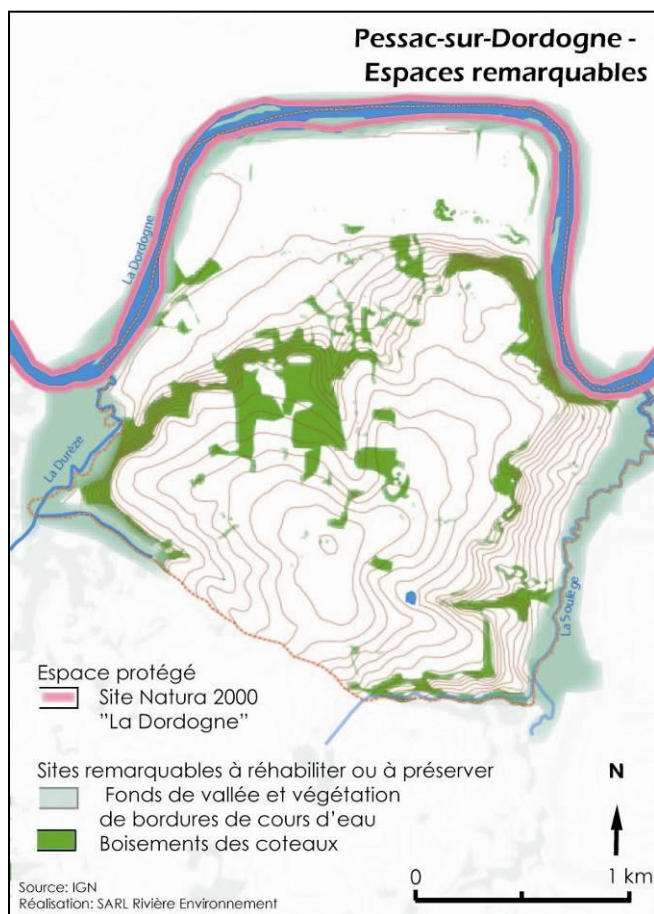 Pessac-sur-Dordogne -
Espaces remarquables
La Dordogne
La Durèze
La Soulège
Espace protégé
Site Natura 2000
"La Dordogne"
Sites remarquables à réhabiliter ou à préserver
Fonds de vallée et végétation
de bordures de cours d'eau
Boisements des coteaux
N
0 1 km
Source: IGN
Réalisation: SARL Rivière Environnement